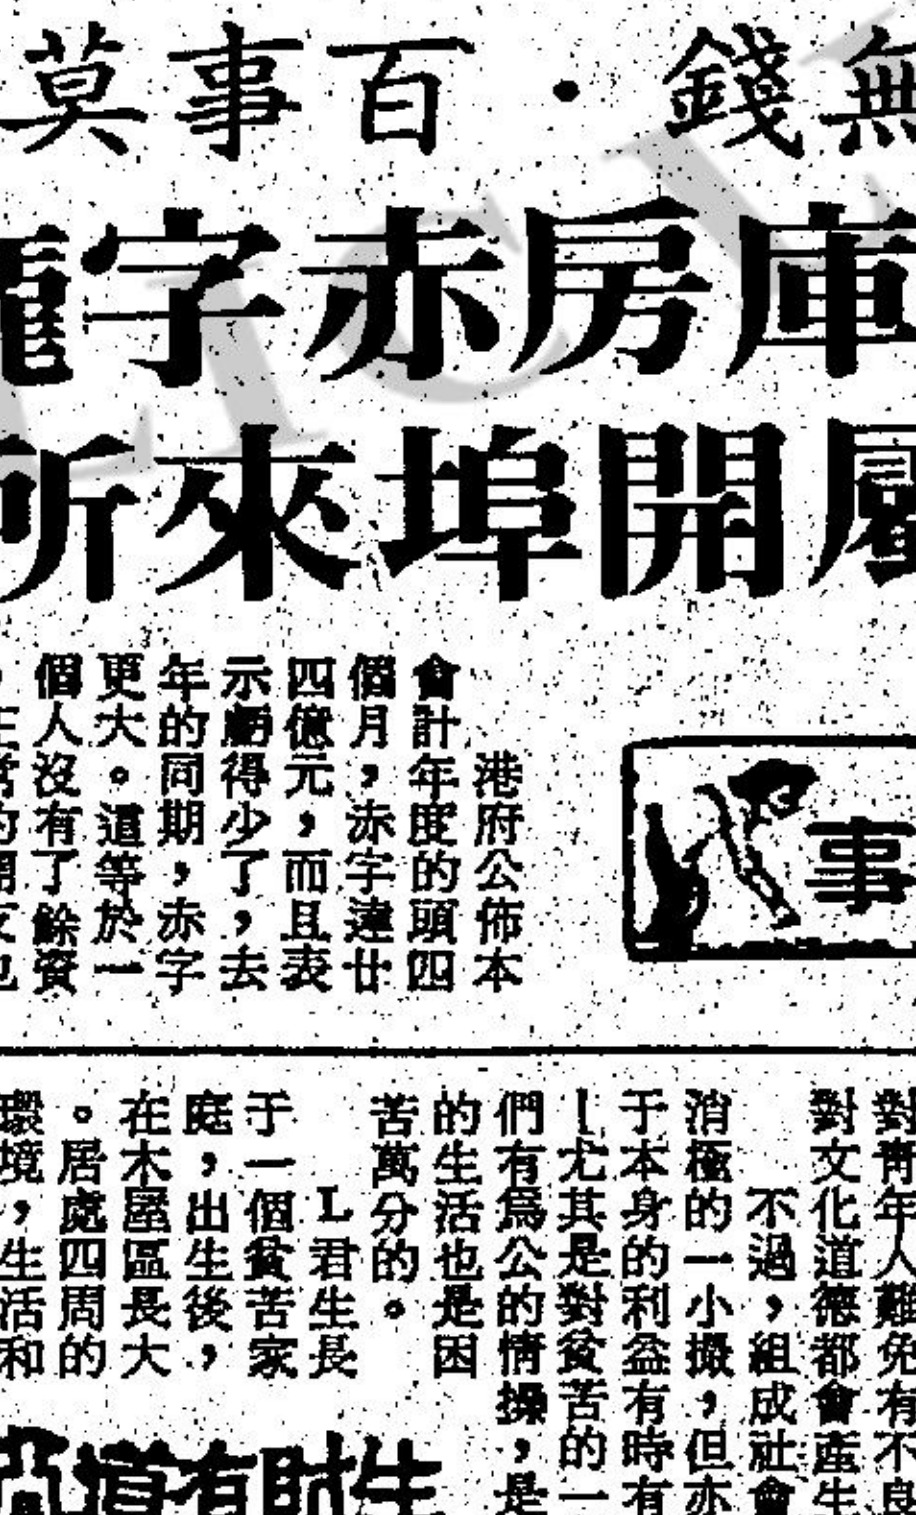 無錢·百事莫
庫房赤字龐
屬開埠來所
事
港府公佈本
會計年度的頭四
個月，赤字達廿
四億元，而且表
示虧得少了，去
年的同期，赤字
更大。這等於一
個人沒有了餘資
對青年人難免有不良
對文化道德都會產生
不過，組成社會
消極的一小撮，但亦
于本身的利益有時有
尤其是對貧苦的一
們有為公的情操，是
的生活也是困
苦萬分的。
L君生長
于一個貧苦家
庭，出生後，
在木屋區長大
。居處四周的
環境，生活和
生財有道